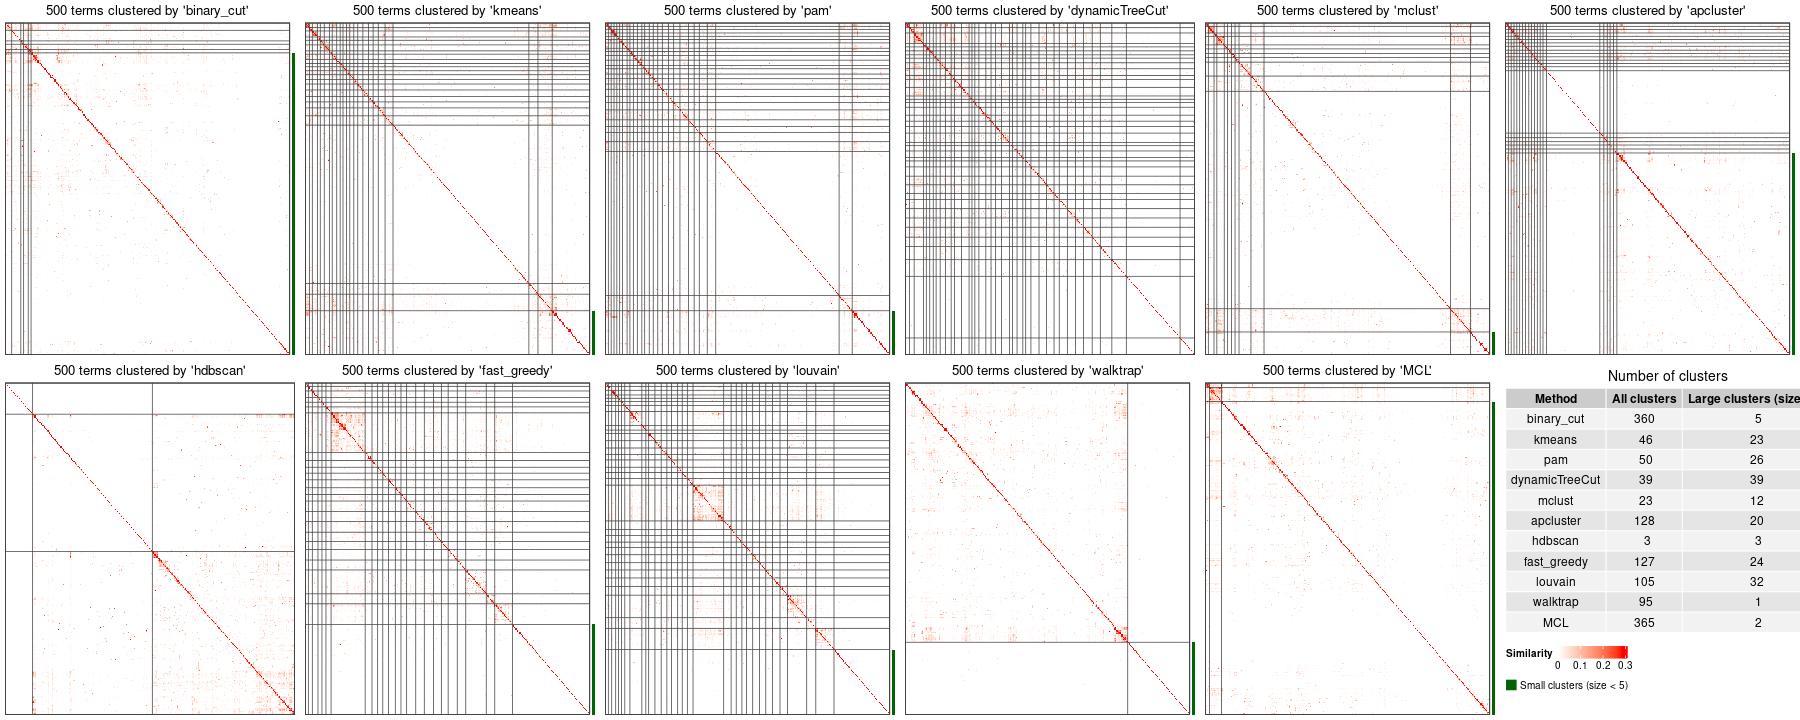 500 terms clustered by 'binary_cut'
500 terms clustered by 'kmeans'
500 terms clustered by 'pam'
500 terms clustered by 'dynamicTreeCut'
500 terms clustered by 'mclust'
500 terms clustered by 'apcluster'
500 terms clustered by 'hdbscan'
500 terms clustered by 'fast_greedy'
500 terms clustered by 'louvain'
500 terms clustered by 'walktrap'
500 terms clustered by 'MCL'
Number of clusters
Method All clusters Large clusters (size
binary_cut 360 5
kmeans 46 23
pam 50 26
dynamicTreeCut 39 39
mclust 23 12
apcluster 128 20
hdbscan 3 3
fast_greedy 127 24
louvain 105 32
walktrap 95 1
MCL 365 2
Similarity
0 0.1 0.2 0.3
Small clusters (size < 5)